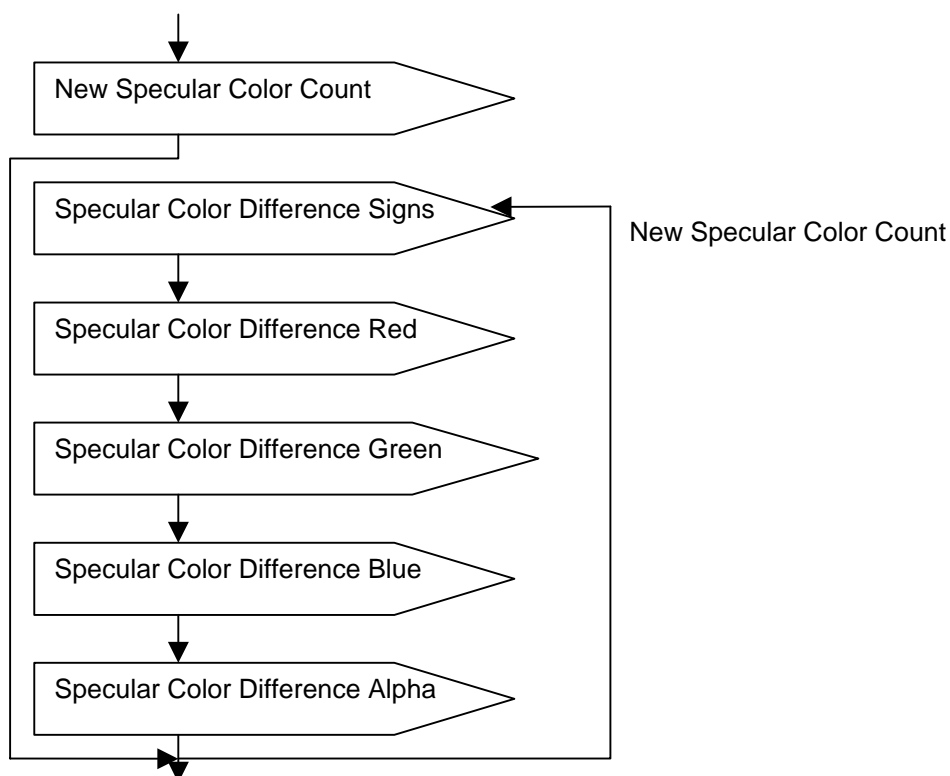 New Specular Color Count
Specular Color Difference Signs
New Specular Color Count
Specular Color Difference Red
Specular Color Difference Green
Specular Color Difference Blue
Specular Color Difference Alpha